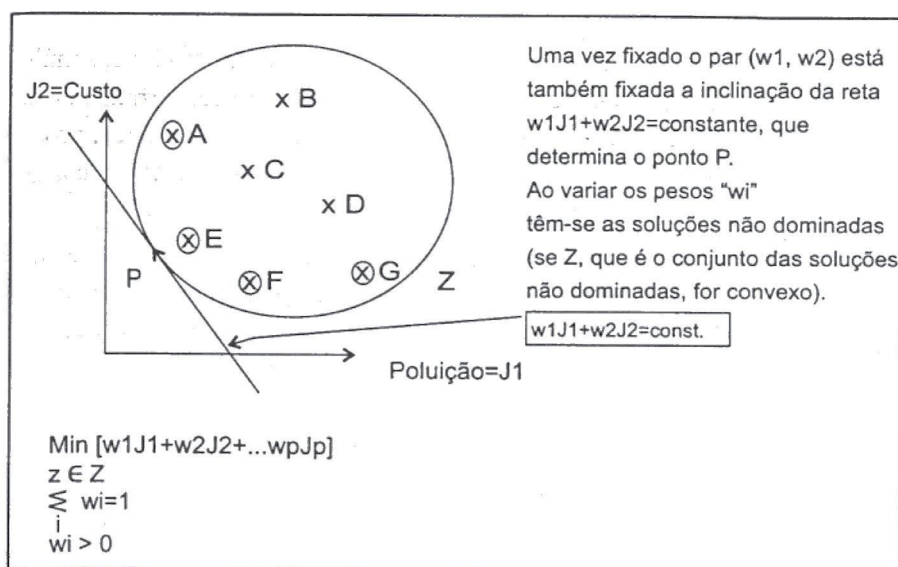 J2=Custo
A
B
C
D
E
F
G
P
Z
Poluição=J1
Uma vez fixado o par (w1, w2) está
também fixada a inclinação da reta
w1J1+w2J2=constante, que
determina o ponto P.
Ao variar os pesos "wi"
têm-se as soluções não dominadas
(se Z, que é o conjunto das soluções
não dominadas, for convexo).
w1J1+w2J2=const.
Min [w1J1+w2J2+...wpJp]
z ∈ Z
≶ wi=1
i
wi > 0